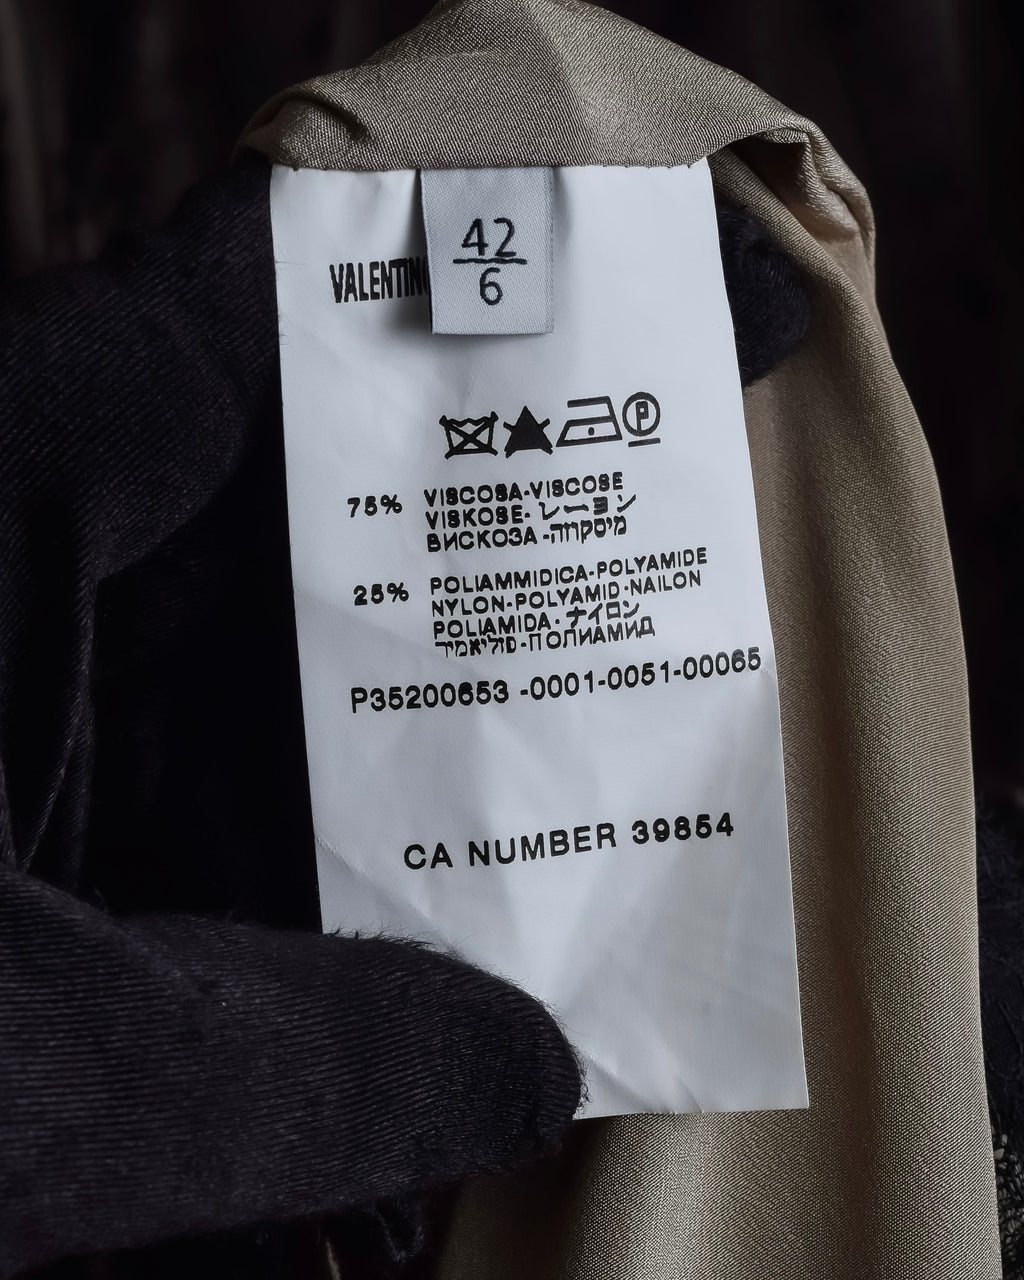 42
6
VALENTINO
75% VISCOSA-VISCOSE
VISKOSE- レーヨン
ВИСКОЗА -מיסקוזה
25% POLIAMMIDICA-POLYAMIDE
NYLON-POLYAMID-NAILON
POLIAMIDA- ナイロン
פוליאמיד-ПОЛИАМИД
P35200653 -0001-0051-00065
CA NUMBER 39854